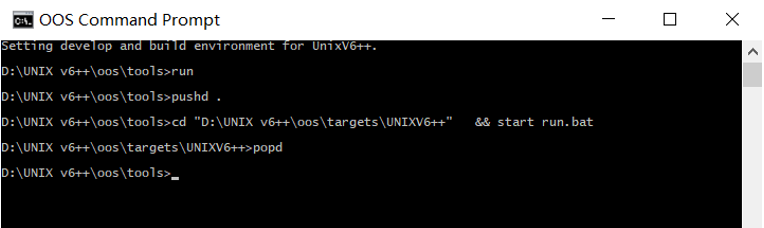 OOS Command Prompt
Setting develop and build environment for UnixV6++.
D:\UNIX v6++\oos\tools>run
D:\UNIX v6++\oos\tools>pushd .
D:\UNIX v6++\oos\tools>cd "D:\UNIX v6++\oos\targets\UNIXV6++"   && start run.bat
D:\UNIX v6++\oos\targets\UNIXV6++>popd
D:\UNIX v6++\oos\tools>_